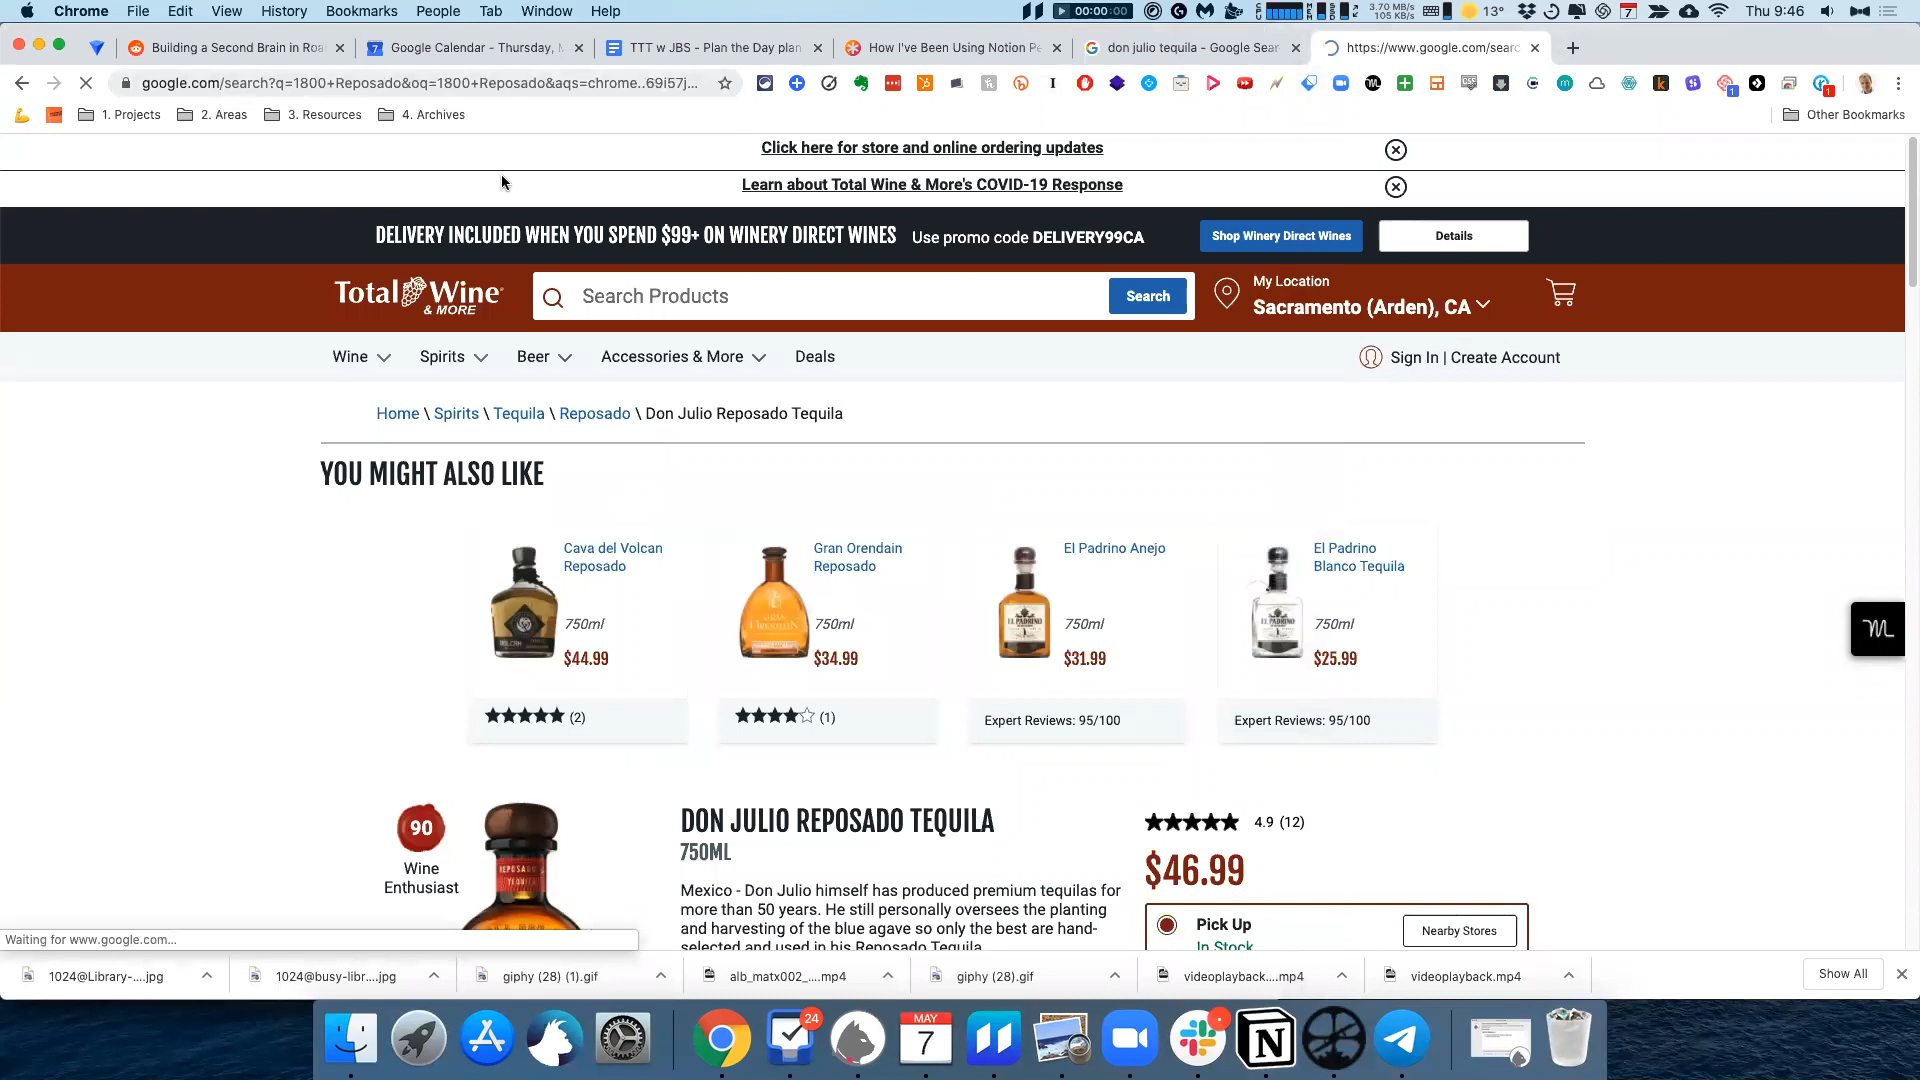 Chrome File Edit View History Bookmarks People Tab Window Help 00:00:00 3.70 MB/s 105 KB/s 13° 7 Thu 9:46
Building a Second Brain in Roa
Google Calendar - Thursday, M
TTT w JBS - Plan the Day plan
How I've Been Using Notion Pe
don julio tequila - Google Sear
https://www.google.com/searc
google.com/search?q=1800+Reposado&oq=1800+Reposado&aqs=chrome..69i57j...
1. Projects 2. Areas 3. Resources 4. Archives Other Bookmarks
Click here for store and online ordering updates
Learn about Total Wine & More's COVID-19 Response
DELIVERY INCLUDED WHEN YOU SPEND $99+ ON WINERY DIRECT WINES Use promo code DELIVERY99CA Shop Winery Direct Wines Details
Total Wine & MORE
Search Products Search
My Location
Sacramento (Arden), CA
Wine Spirits Beer Accessories & More Deals Sign In | Create Account
Home \ Spirits \ Tequila \ Reposado \ Don Julio Reposado Tequila
YOU MIGHT ALSO LIKE
Cava del Volcan Reposado
750ml
$44.99
(2)
Gran Orendain Reposado
750ml
$34.99
(1)
El Padrino Anejo
750ml
$31.99
Expert Reviews: 95/100
El Padrino Blanco Tequila
750ml
$25.99
Expert Reviews: 95/100
90
Wine
Enthusiast
REPOSADO
TEQUILA
DON JULIO REPOSADO TEQUILA
750ML
Mexico - Don Julio himself has produced premium tequilas for
more than 50 years. He still personally oversees the planting
and harvesting of the blue agave so only the best are hand-
selected and used in his Reposado Tequila.
4.9 (12)
$46.99
Pick Up
In Stock
Nearby Stores
Waiting for www.google.com...
1024@Library-....jpg
1024@busy-libr....jpg
giphy (28) (1).gif
alb_matx002_....mp4
giphy (28).gif
videoplayback....mp4
videoplayback.mp4
Show All
24
MAY
7